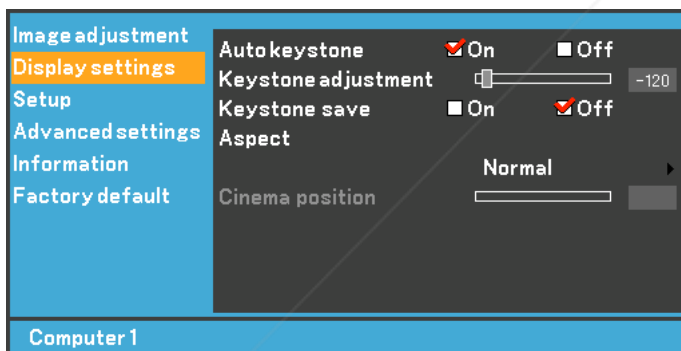 Image adjustment
Display settings
Setup
Advanced settings
Information
Factory default
Auto keystone On Off
Keystone adjustment -120
Keystone save On Off
Aspect
Normal
Cinema position
Computer 1